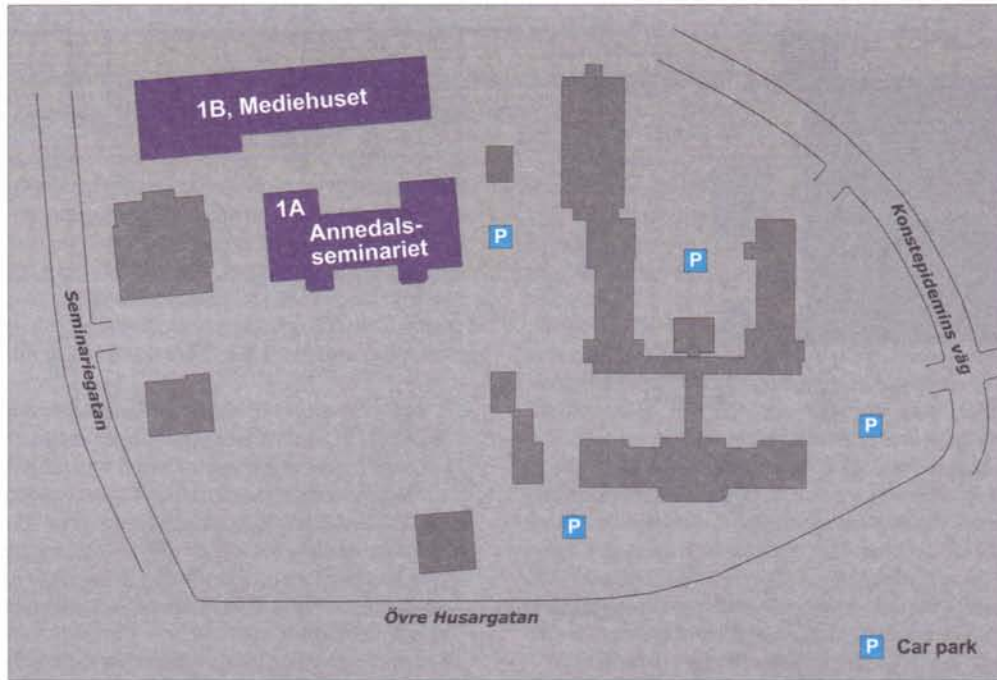 1B, Mediehuset
1A
Annedals-
seminariet
P
P
Konstepidemins väg
Seminariegatan
P
P
Övre Husargatan
P Car park